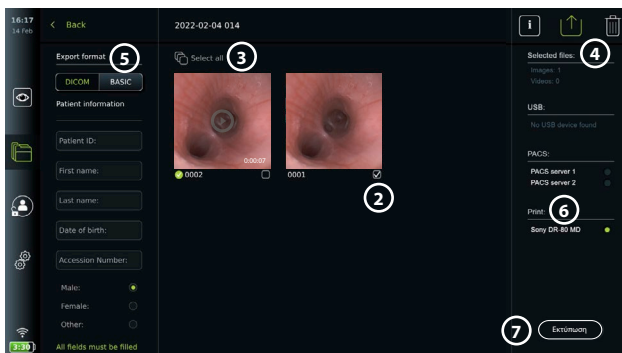 16:17
14 Feb
Back
2022-02-04 014
i
Export format
5
DICOM
BASIC
Patient information
Patient ID:
First name:
Last name:
Date of birth:
Accession Number:
Male:
Female:
Other:
All fields must be filled
3:30
Select all
3
0:00:07
0002
0001
2
Selected files:
4
Images: 1
Videos: 0
USB:
No USB device found
PACS:
PACS server 1
PACS server 2
Print:
6
Sony DR-80 MD
7
Εκτύπωση